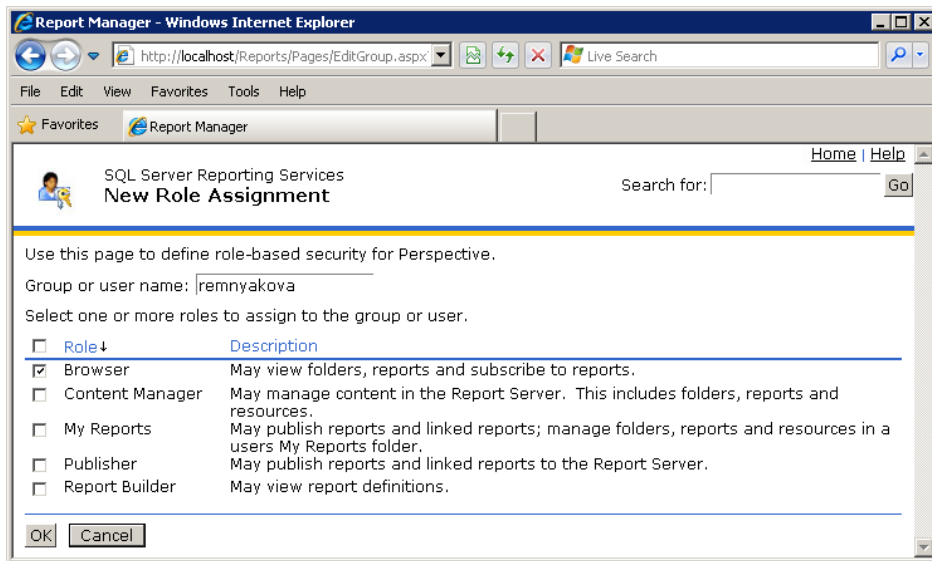 Report Manager - Windows Internet Explorer
http://localhost/Reports/Pages/EditGroup.aspx
Live Search
File Edit View Favorites Tools Help
Favorites
Report Manager
Home | Help
SQL Server Reporting Services
New Role Assignment
Search for:
Go
Use this page to define role-based security for Perspective.
Group or user name: remnyakova
Select one or more roles to assign to the group or user.
Role↓ Description
Browser May view folders, reports and subscribe to reports.
Content Manager May manage content in the Report Server. This includes folders, reports and
resources.
My Reports May publish reports and linked reports; manage folders, reports and resources in a
users My Reports folder.
Publisher May publish reports and linked reports to the Report Server.
Report Builder May view report definitions.
OK Cancel